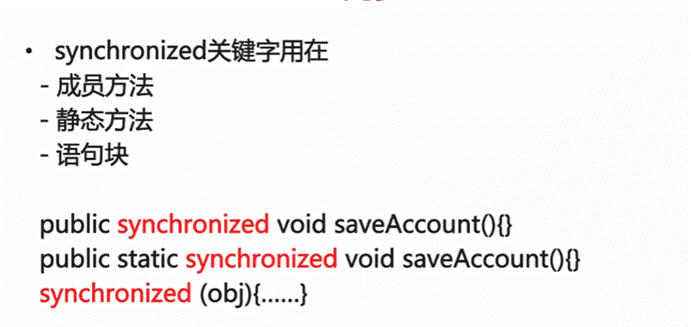 • synchronized关键字用在
- 成员方法
- 静态方法
- 语句块
public synchronized void saveAccount(){}
public static synchronized void saveAccount(){}
synchronized (obj){......}